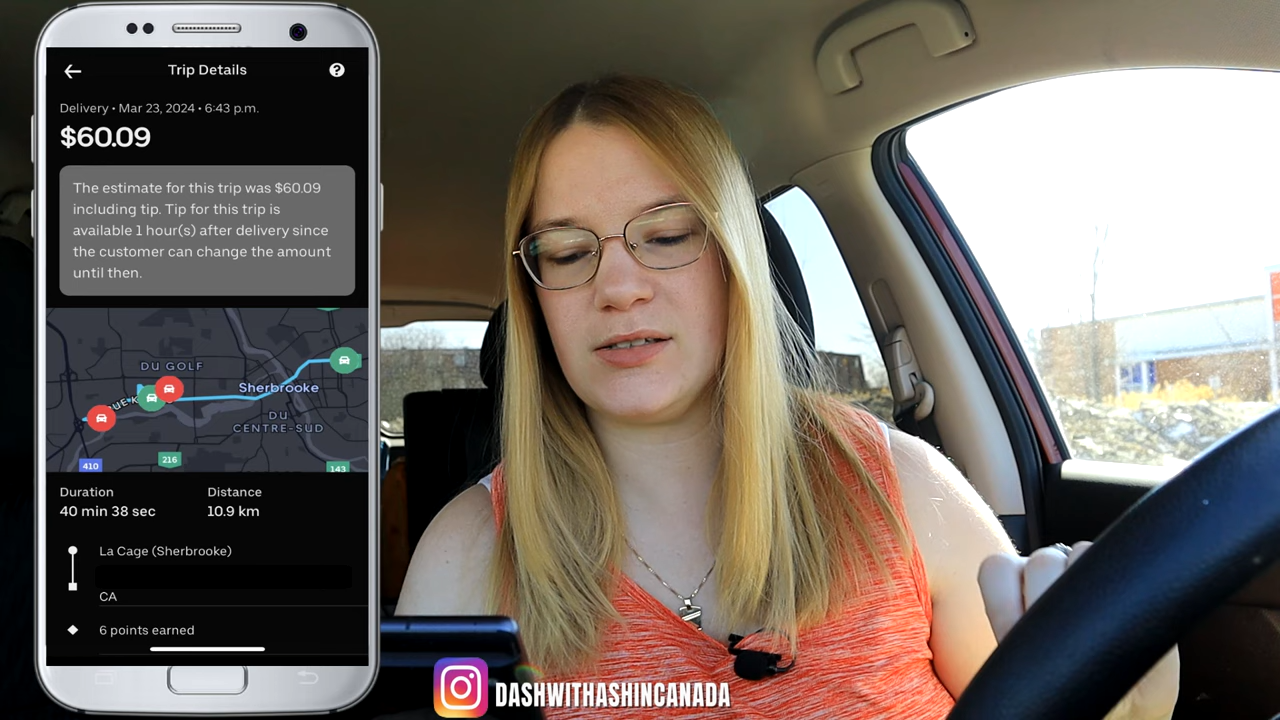 Trip Details
Delivery • Mar 23, 2024 • 6:43 p.m.
$60.09
The estimate for this trip was $60.09
including tip. Tip for this trip is
available 1 hour(s) after delivery since
the customer can change the amount
until then.
DU GOLF
Sherbrooke
DU
CENTRE-SUD
410
216
143
Duration
Distance
40 min 38 sec
10.9 km
La Cage (Sherbrooke)
CA
6 points earned
DASHWITHASHINCANADA